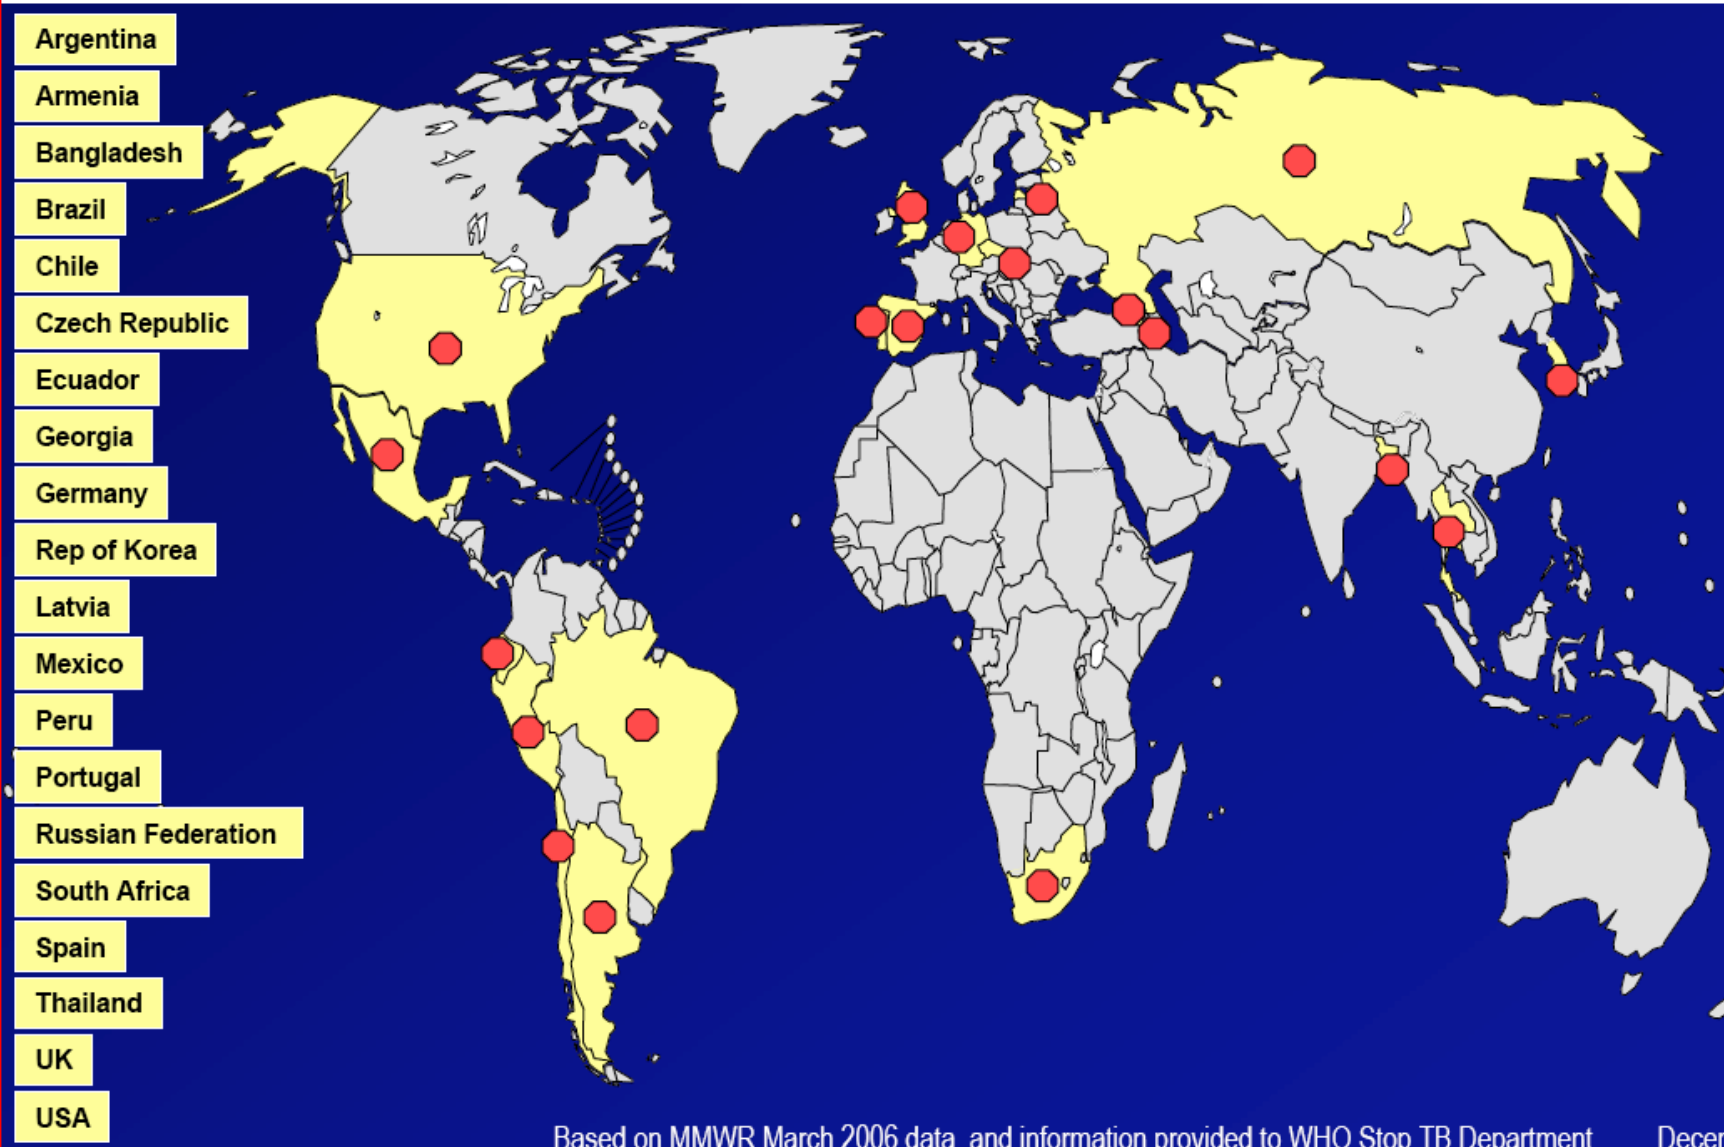 Argentina
Armenia
Bangladesh
Brazil
Chile
Czech Republic
Ecuador
Georgia
Germany
Rep of Korea
Latvia
Mexico
Peru
Portugal
Russian Federation
South Africa
Spain
Thailand
UK
USA
Based on MMWR March 2006 data and information provided to WHO Stop TB Department